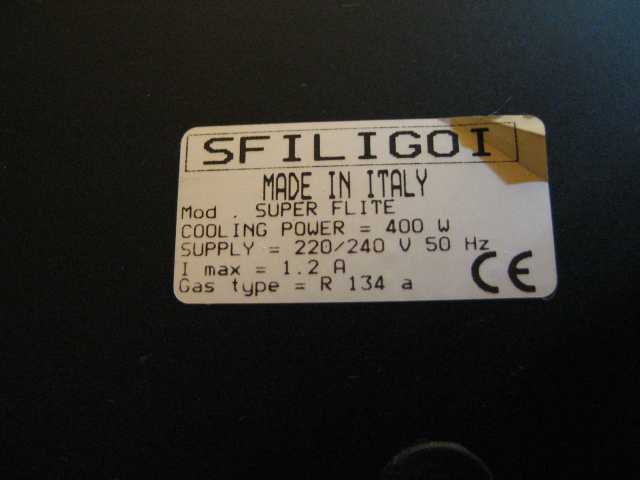 SFILIGOI
MADE IN ITALY
Mod . SUPER FLITE
COOLING POWER = 400 W
SUPPLY = 220/240 V 50 Hz
I max = 1.2 A
Gas type = R 134 a
CE